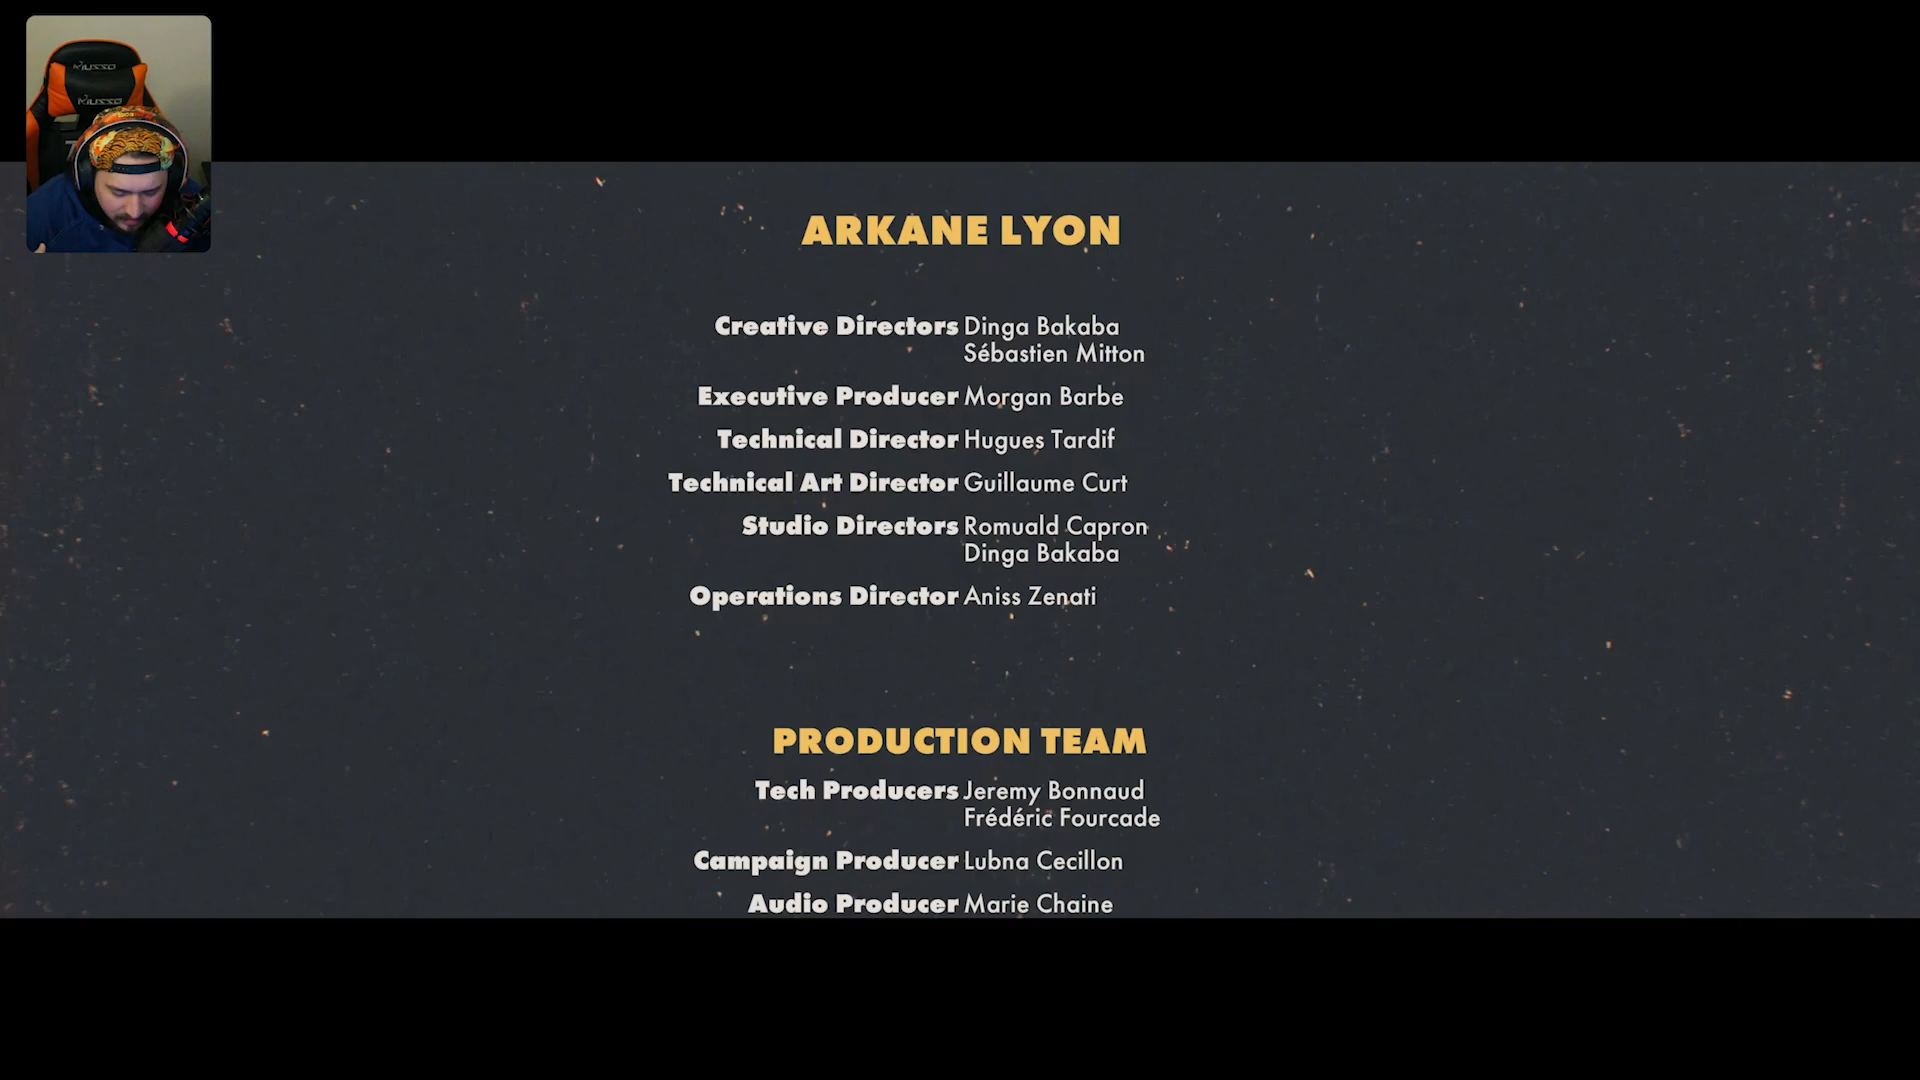 MUSSO
MUSSO
ARKANE LYON
Creative Directors Dinga Bakaba
Sébastien Mitton
Executive Producer Morgan Barbe
Technical Director Hugues Tardif
Technical Art Director Guillaume Curt
Studio Directors Romuald Capron
Dinga Bakaba
Operations Director Aniss Zenati
PRODUCTION TEAM
Tech Producers Jeremy Bonnaud
Frédéric Fourcade
Campaign Producer Lubna Cecillon
Audio Producer Marie Chaine